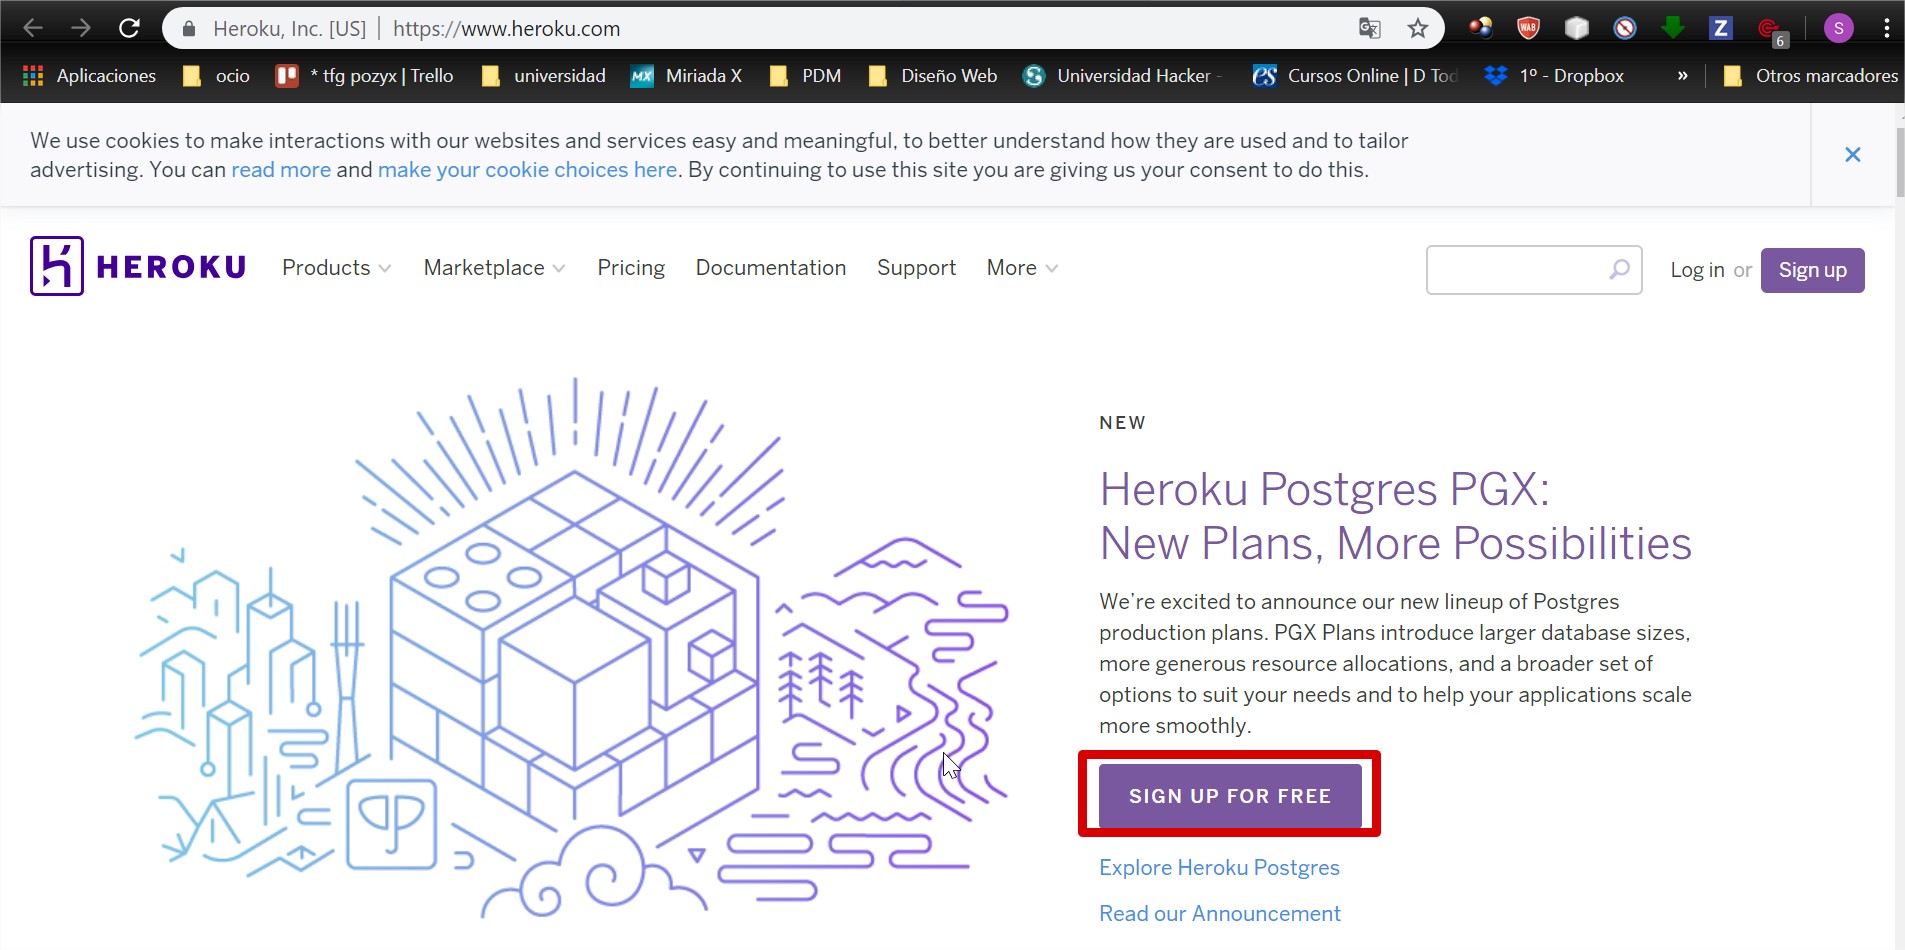 Heroku, Inc. [US] | https://www.heroku.com
WAB
Z
6
S
Aplicaciones
ocio
* tfg pozyx | Trello
universidad
MX Miriada X
PDM
Diseño Web
Universidad Hacker -
Cursos Online | D Tod
1º - Dropbox
»
Otros marcadores
We use cookies to make interactions with our websites and services easy and meaningful, to better understand how they are used and to tailor
advertising. You can read more and make your cookie choices here. By continuing to use this site you are giving us your consent to do this.
HEROKU
Products
Marketplace
Pricing
Documentation
Support
More
Log in or Sign up
NEW
Heroku Postgres PGX:
New Plans, More Possibilities
We’re excited to announce our new lineup of Postgres
production plans. PGX Plans introduce larger database sizes,
more generous resource allocations, and a broader set of
options to suit your needs and to help your applications scale
more smoothly.
SIGN UP FOR FREE
Explore Heroku Postgres
Read our Announcement